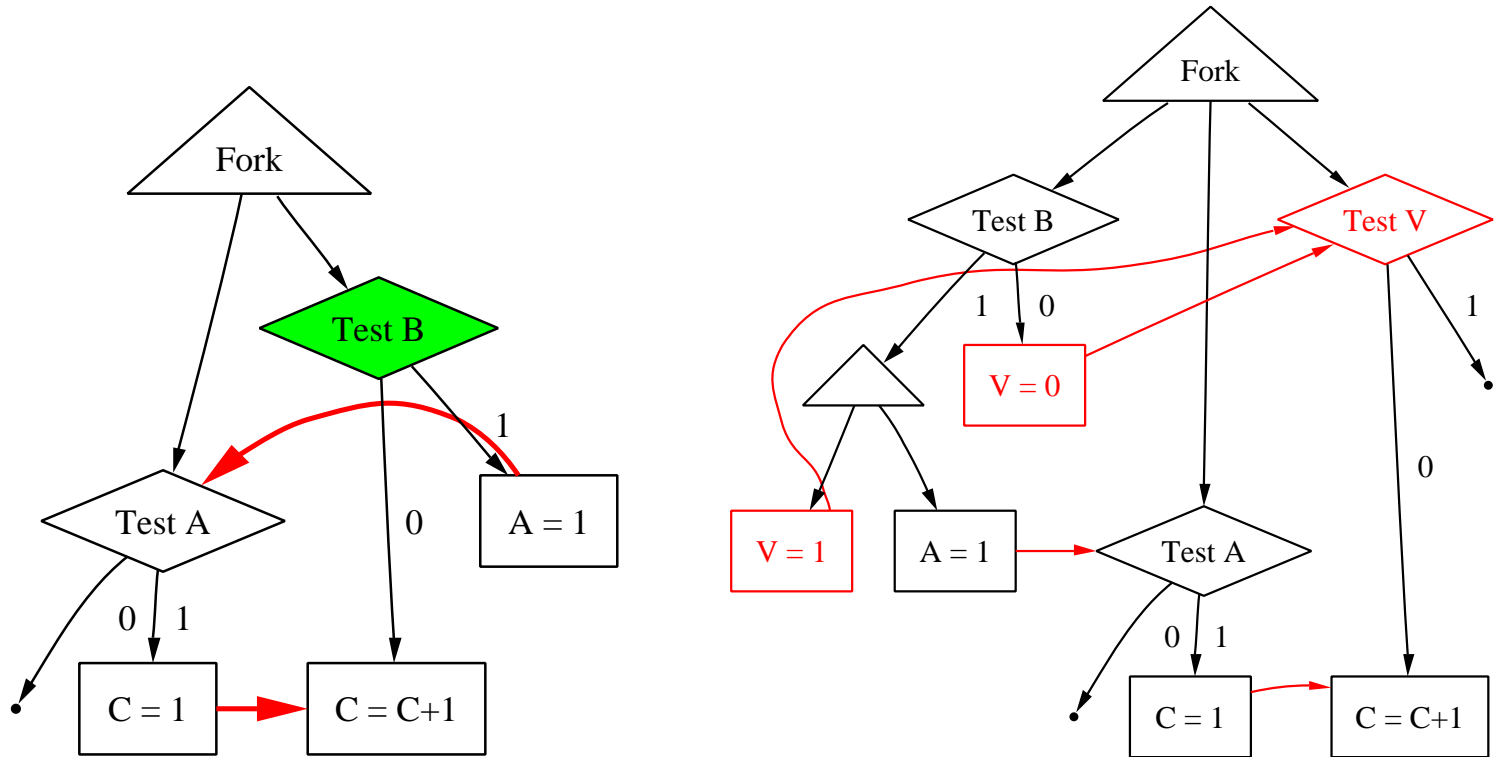 Fork
Test B
1
0
A = 1
Test A
0
1
C = 1
C = C+1
Fork
Test B
Test V
1
0
1
V = 0
0
V = 1
A = 1
Test A
0
1
C = 1
C = C+1